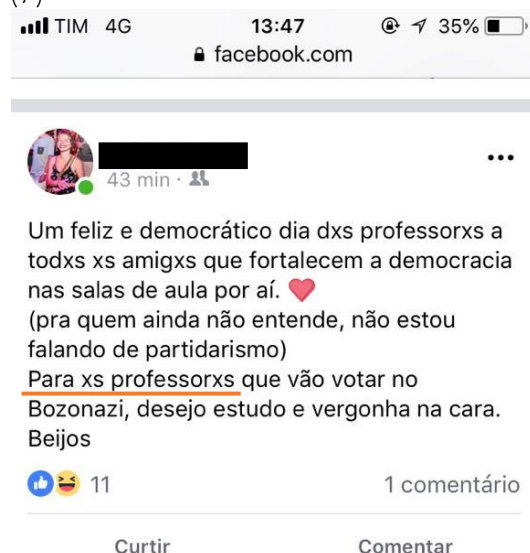 (7)
TIM 4G 13:47 35%
facebook.com
43 min ·
Um feliz e democrático dia dxs professorxs a
todxs xs amigxs que fortalecem a democracia
nas salas de aula por aí.
(pra quem ainda não entende, não estou
falando de partidarismo)
Para xs professorxs que vão votar no
Bozonazi, desejo estudo e vergonha na cara.
Beijos
11 1 comentário
Curtir Comentar